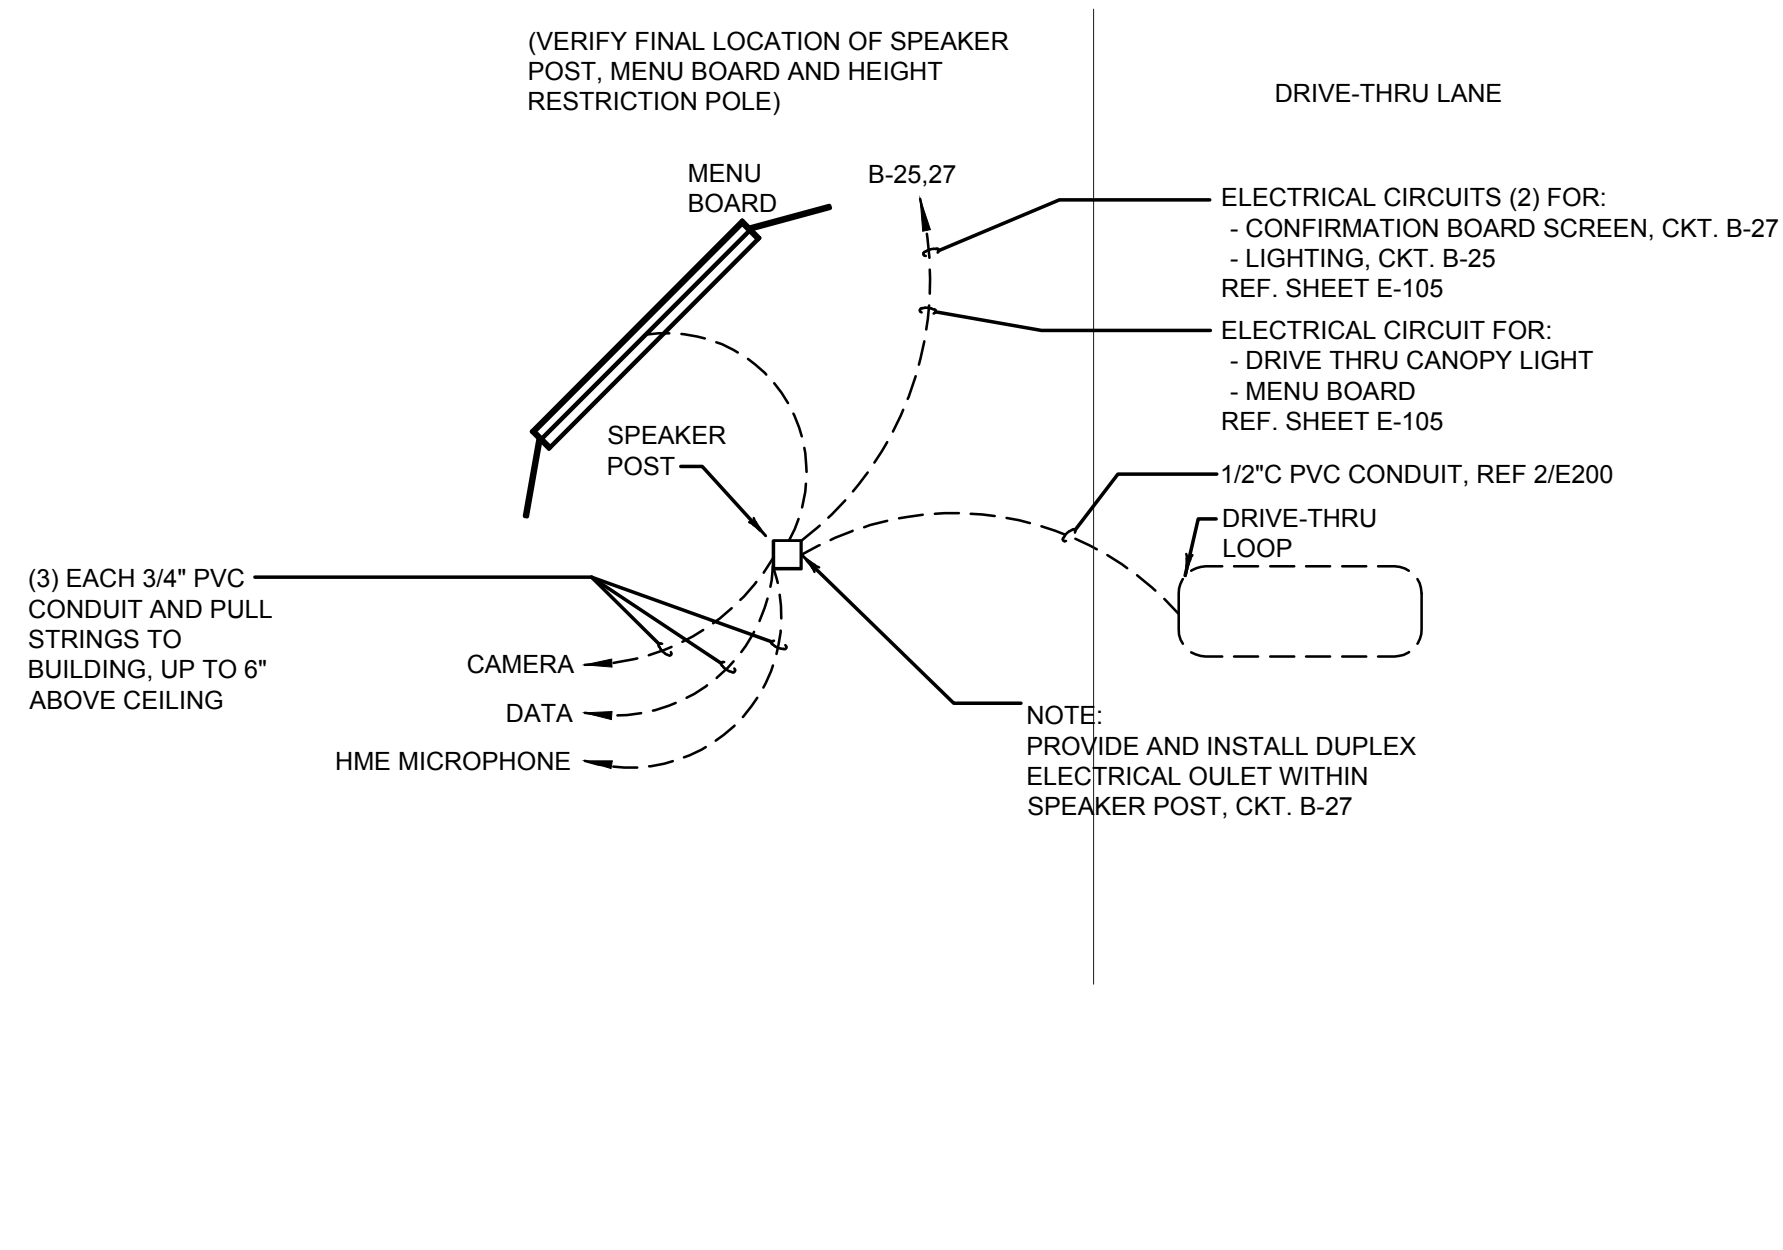 (VERIFY FINAL LOCATION OF SPEAKER
POST, MENU BOARD AND HEIGHT
RESTRICTION POLE)
DRIVE-THRU LANE
MENU
BOARD
B-25,27
ELECTRICAL CIRCUITS (2) FOR:
- CONFIRMATION BOARD SCREEN, CKT. B-27
- LIGHTING, CKT. B-25
REF. SHEET E-105
ELECTRICAL CIRCUIT FOR:
- DRIVE THRU CANOPY LIGHT
- MENU BOARD
REF. SHEET E-105
SPEAKER
POST
1/2"C PVC CONDUIT, REF 2/E200
DRIVE-THRU
LOOP
(3) EACH 3/4" PVC
CONDUIT AND PULL
STRINGS TO
BUILDING, UP TO 6"
ABOVE CEILING
CAMERA
DATA
HME MICROPHONE
NOTE:
PROVIDE AND INSTALL DUPLEX
ELECTRICAL OULET WITHIN
SPEAKER POST, CKT. B-27